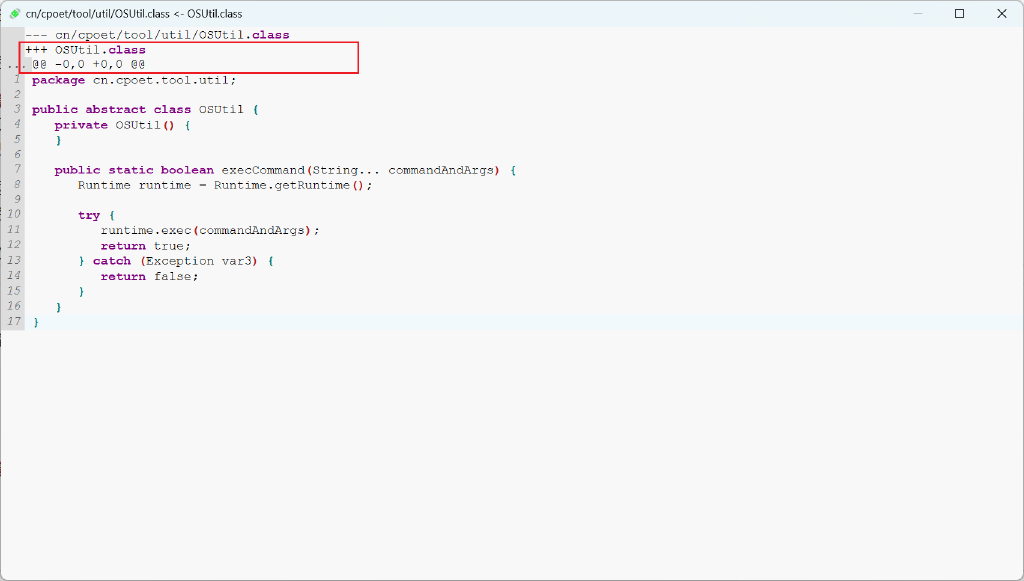 cn/cpoet/tool/util/OSUtil.class <- OSUtil.class
--- cn/cpoet/tool/util/OSUtil.class
+++ OSUtil.class
... @@ -0,0 +0,0 @@
1 package cn.cpoet.tool.util;
2
3 public abstract class OSUtil {
4 private OSUtil() {
5 }
6
7 public static boolean execCommand(String... commandAndArgs) {
8 Runtime runtime = Runtime.getRuntime();
9
10 try {
11 runtime.exec(commandAndArgs);
12 return true;
13 } catch (Exception var3) {
14 return false;
15 }
16 }
17 }